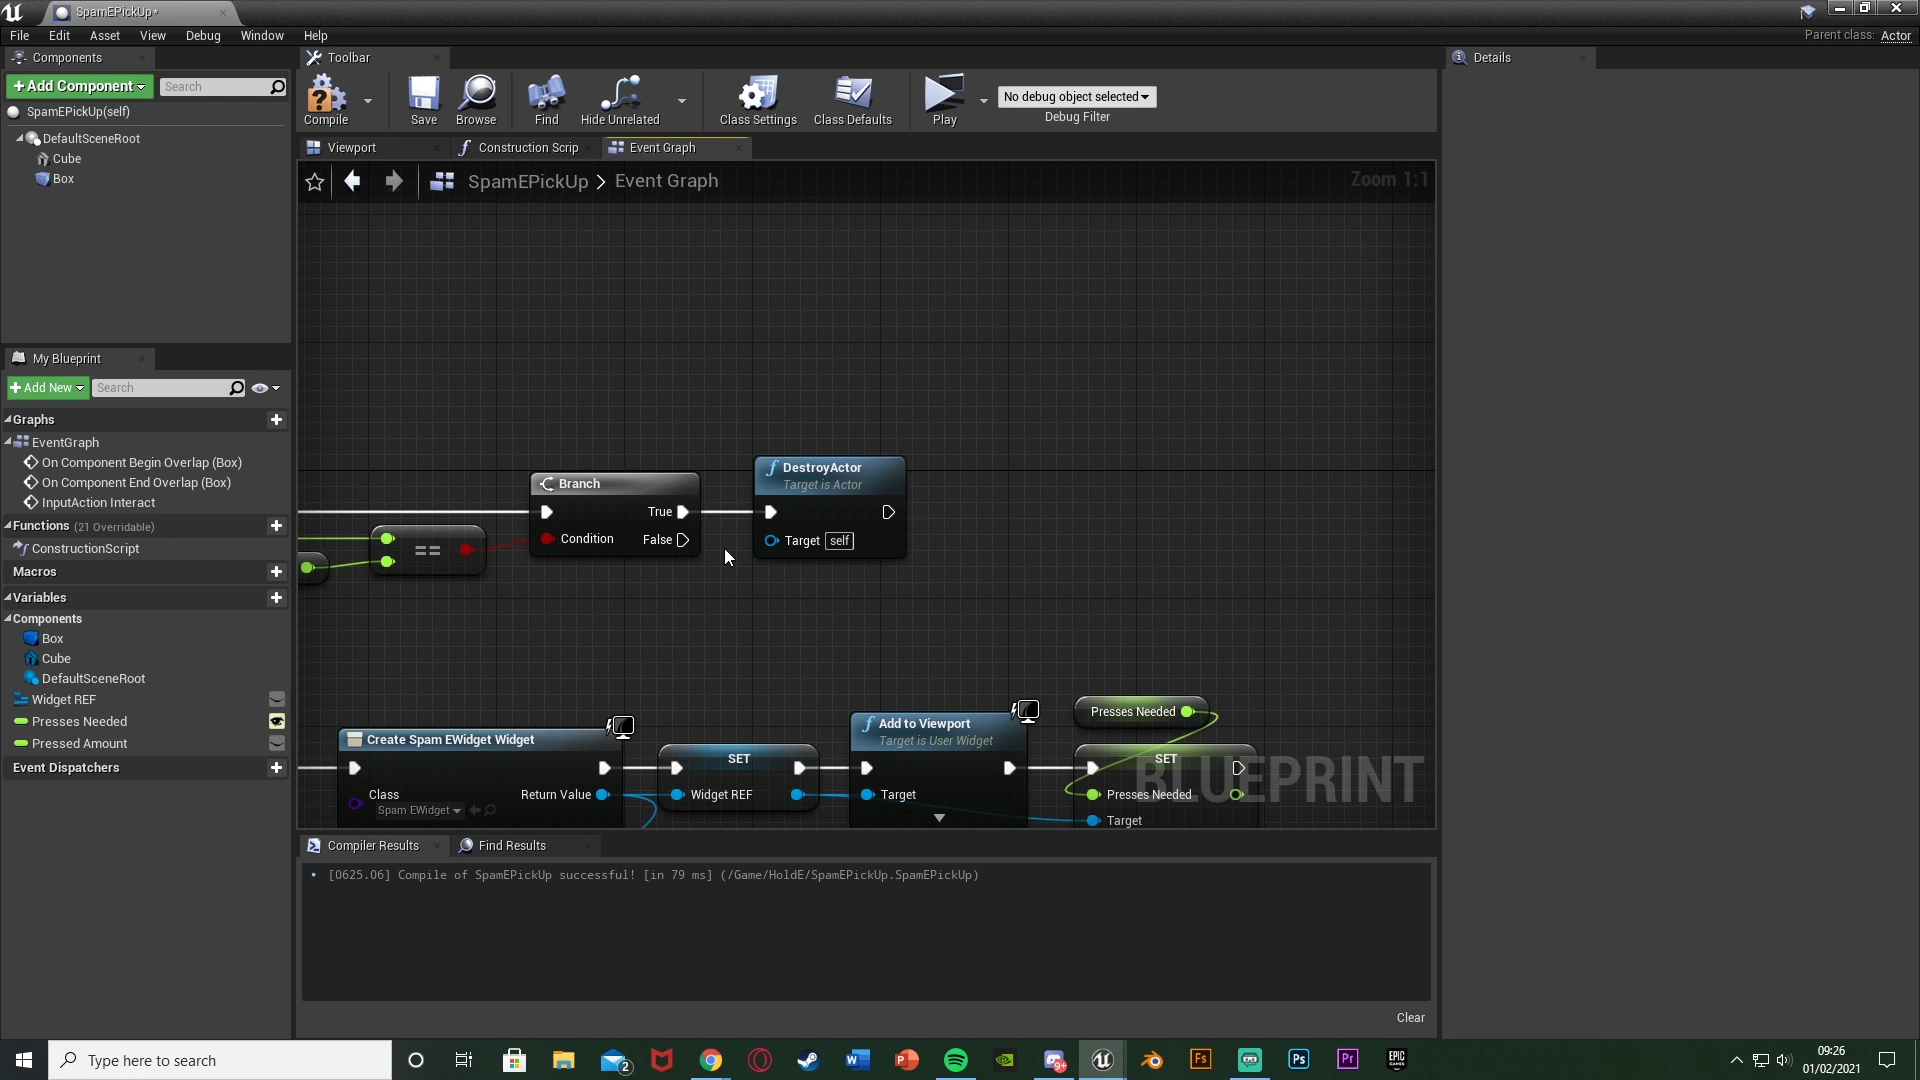 SpamEPickUp*
File Edit Asset View Debug Window Help
Parent class: Actor
Components
Toolbar
Details
+Add Component
Search
SpamEPickUp(self)
DefaultSceneRoot
Cube
Box
Compile
Save
Browse
Find
Hide Unrelated
Class Settings
Class Defaults
Play
No debug object selected
Debug Filter
Viewport
Construction Scrip
Event Graph
SpamEPickUp > Event Graph
Zoom 1:1
My Blueprint
+Add New
Search
Graphs
EventGraph
On Component Begin Overlap (Box)
On Component End Overlap (Box)
InputAction Interact
Functions (21 Overridable)
ConstructionScript
Macros
Variables
Components
Box
Cube
DefaultSceneRoot
Widget REF
Presses Needed
Pressed Amount
Event Dispatchers
==
Branch
True
Condition
False
DestroyActor
Target is Actor
Target self
Create Spam EWidget Widget
Class
Spam EWidget
Return Value
SET
Widget REF
Add to Viewport
Target is User Widget
Target
Presses Needed
SET
Presses Needed
Target
BLUEPRINT
Compiler Results
Find Results
[0625.06] Compile of SpamEPickUp successful! [in 79 ms] (/Game/HoldE/SpamEPickUp.SpamEPickUp)
Clear
Type here to search
2
W
P
9+
Fs
Ps
Pr
EPIC GAMES
09:26
01/02/2021